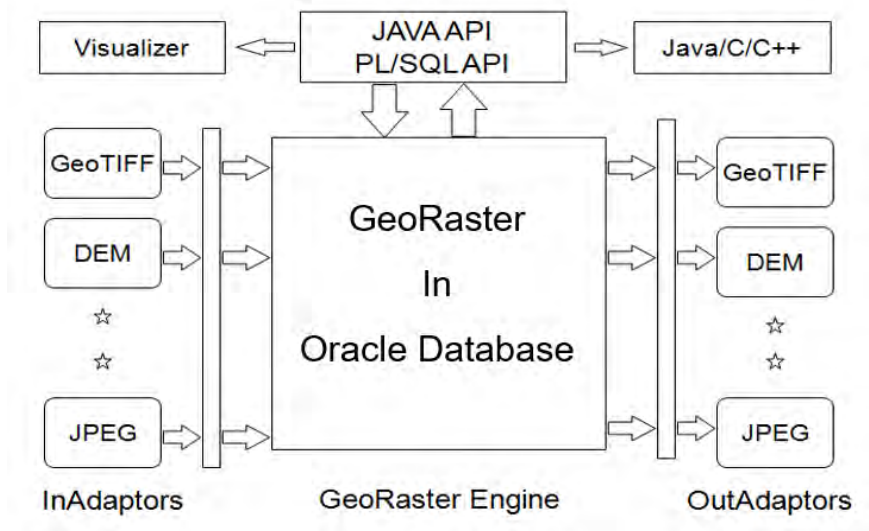 Visualizer
JAVA API
PL/SQL API
Java/C/C++
GeoTIFF
DEM
☆
☆
JPEG
GeoRaster
In
Oracle Database
GeoTIFF
DEM
☆
☆
JPEG
InAdaptors
GeoRaster Engine
OutAdaptors